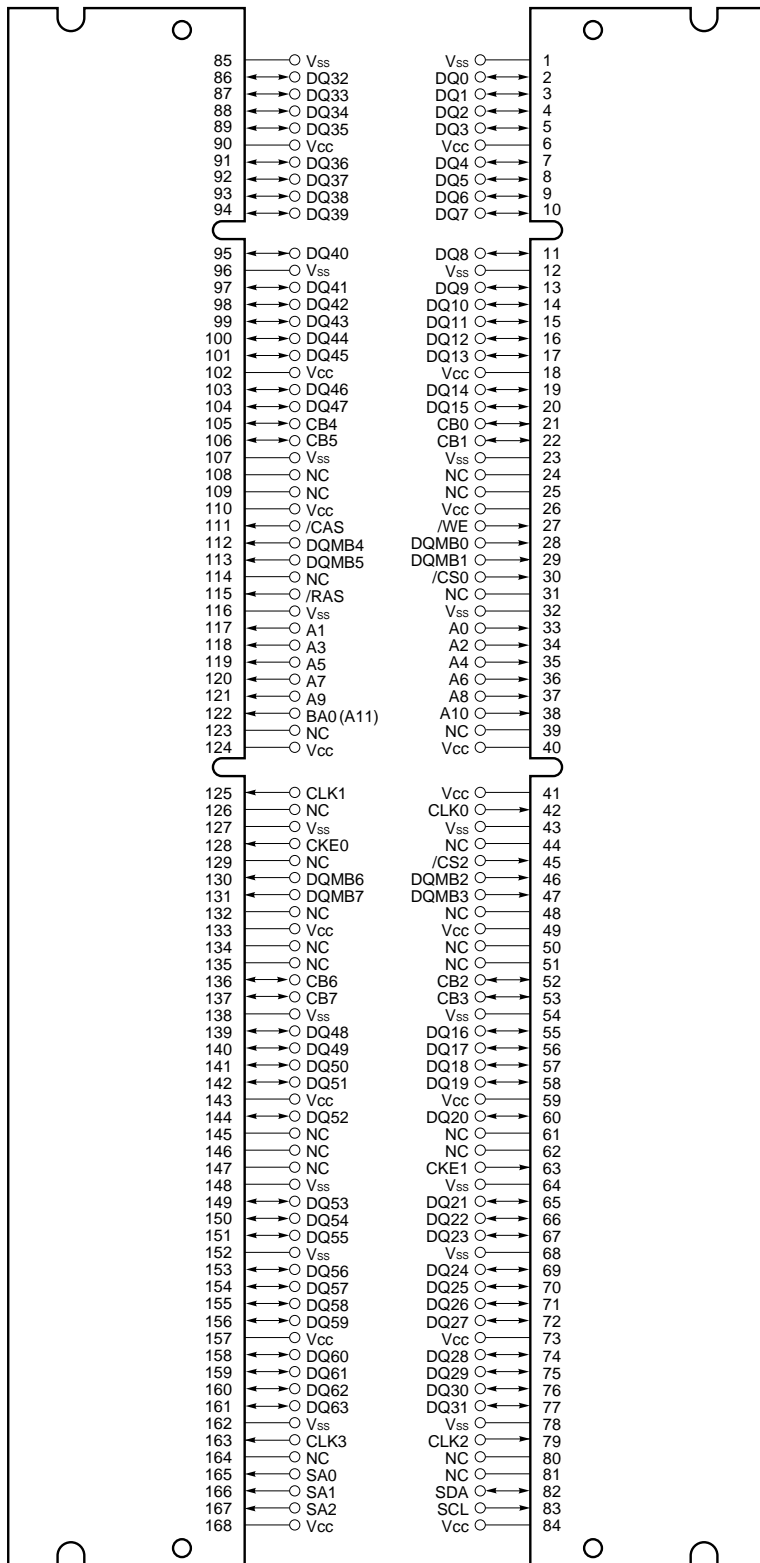 85 Vss Vss 1
86 DQ32 DQ0 2
87 DQ33 DQ1 3
88 DQ34 DQ2 4
89 DQ35 DQ3 5
90 Vcc Vcc 6
91 DQ36 DQ4 7
92 DQ37 DQ5 8
93 DQ38 DQ6 9
94 DQ39 DQ7 10
95 DQ40 DQ8 11
96 Vss Vss 12
97 DQ41 DQ9 13
98 DQ42 DQ10 14
99 DQ43 DQ11 15
100 DQ44 DQ12 16
101 DQ45 DQ13 17
102 Vcc Vcc 18
103 DQ46 DQ14 19
104 DQ47 DQ15 20
105 CB4 CB0 21
106 CB5 CB1 22
107 Vss Vss 23
108 NC NC 24
109 NC NC 25
110 Vcc Vcc 26
111 /CAS /WE 27
112 DQMB4 DQMB0 28
113 DQMB5 DQMB1 29
114 NC /CS0 30
115 /RAS NC 31
116 Vss Vss 32
117 A1 A0 33
118 A3 A2 34
119 A5 A4 35
120 A7 A6 36
121 A9 A8 37
122 BA0 (A11) A10 38
123 NC NC 39
124 Vcc Vcc 40
125 CLK1 Vcc 41
126 NC CLK0 42
127 Vss Vss 43
128 CKE0 NC 44
129 NC /CS2 45
130 DQMB6 DQMB2 46
131 DQMB7 DQMB3 47
132 NC NC 48
133 Vcc Vcc 49
134 NC NC 50
135 NC NC 51
136 CB6 CB2 52
137 CB7 CB3 53
138 Vss Vss 54
139 DQ48 DQ16 55
140 DQ49 DQ17 56
141 DQ50 DQ18 57
142 DQ51 DQ19 58
143 Vcc Vcc 59
144 DQ52 DQ20 60
145 NC NC 61
146 NC NC 62
147 NC CKE1 63
148 Vss Vss 64
149 DQ53 DQ21 65
150 DQ54 DQ22 66
151 DQ55 DQ23 67
152 Vss Vss 68
153 DQ56 DQ24 69
154 DQ57 DQ25 70
155 DQ58 DQ26 71
156 DQ59 DQ27 72
157 Vcc Vcc 73
158 DQ60 DQ28 74
159 DQ61 DQ29 75
160 DQ62 DQ30 76
161 DQ63 DQ31 77
162 Vss Vss 78
163 CLK3 CLK2 79
164 NC NC 80
165 SA0 NC 81
166 SA1 SDA 82
167 SA2 SCL 83
168 Vcc Vcc 84